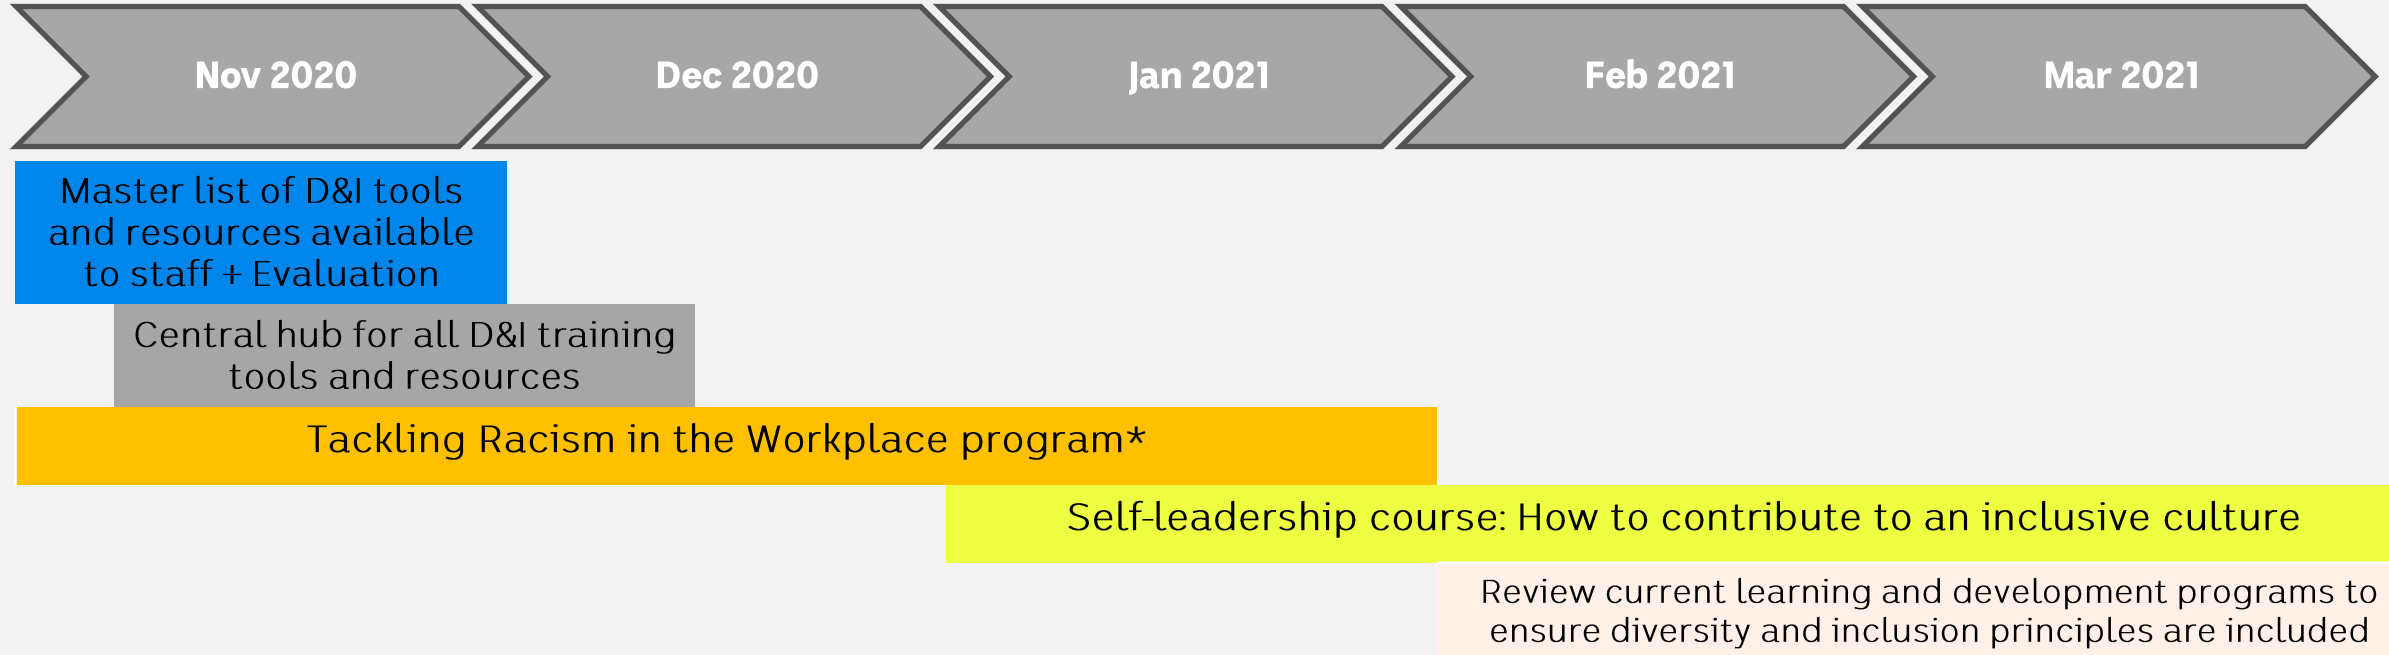 Nov 2020
Dec 2020
Jan 2021
Feb 2021
Mar 2021
Master list of D&I tools
and resources available
to staff + Evaluation
Central hub for all D&I training
tools and resources
Tackling Racism in the Workplace program*
Self-leadership course: How to contribute to an inclusive culture
Review current learning and development programs to
ensure diversity and inclusion principles are included